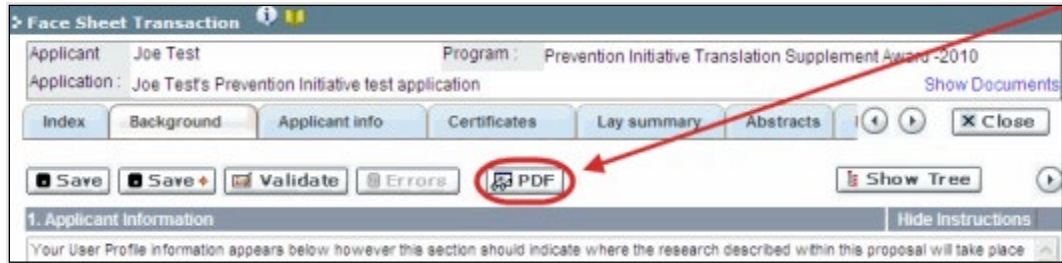 Face Sheet Transaction
Applicant Joe Test Program : Prevention Initiative Translation Supplement Award -2010
Application : Joe Test's Prevention Initiative test application Show Documents
Index Background Applicant info Certificates Lay summary Abstracts X Close
Save Save Validate Errors PDF Show Tree
1. Applicant Information Hide Instructions
Your User Profile information appears below however this section should indicate where the research described within this proposal will take place